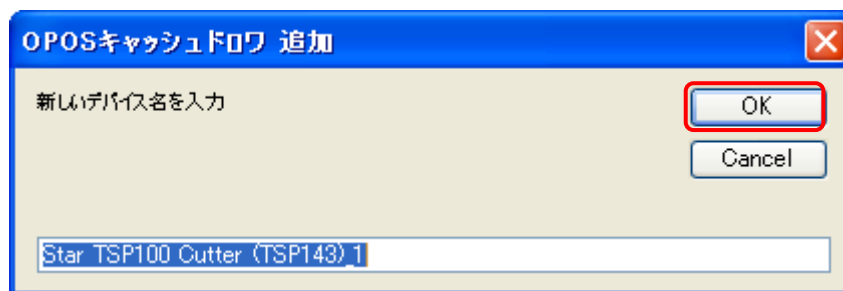 OPOSキャッシュドロワ 追加
新しいデバイス名を入力
OK
Cancel
Star TSP100 Cutter (TSP143)_1